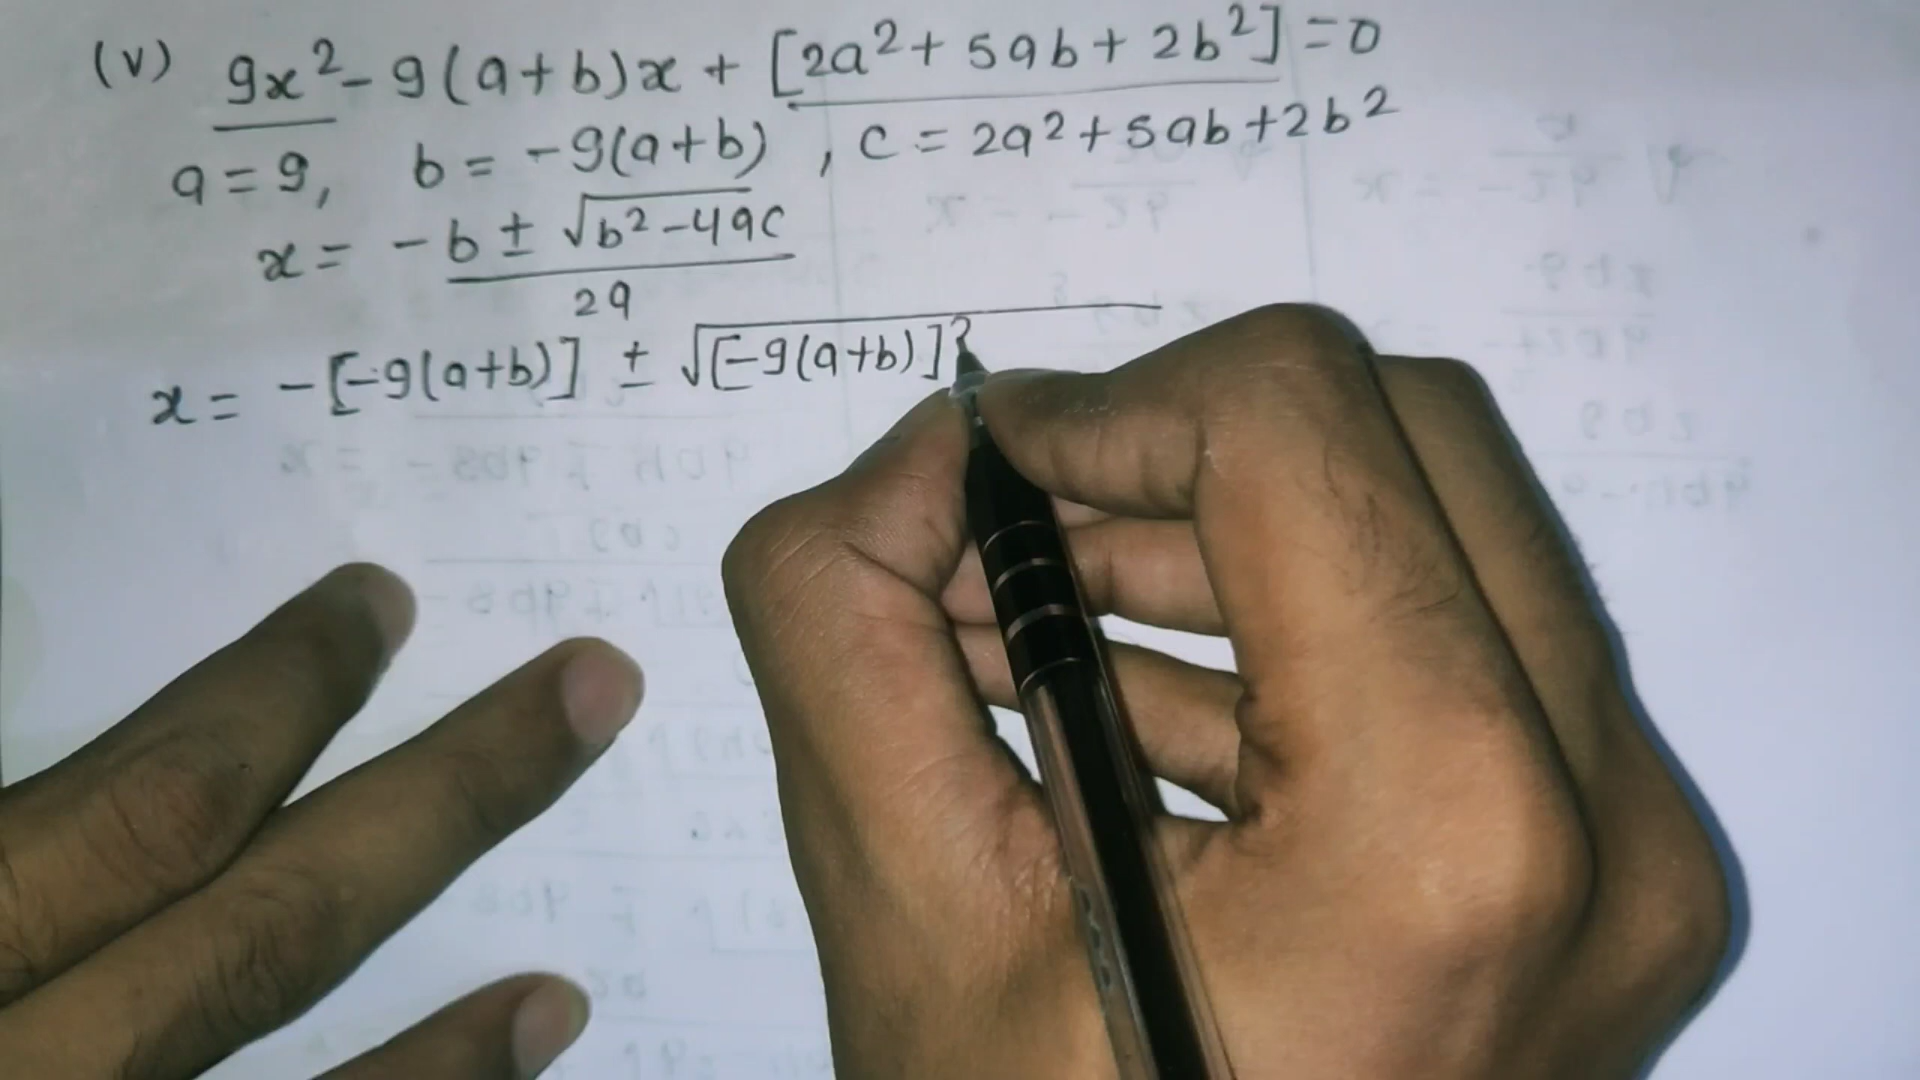 (v) 9x² - 9(a+b)x + [2a² + 5ab + 2b²] = 0
a = 9, b = -9(a+b), c = 2a² + 5ab + 2b²
x = -b ± √b² - 4ac
2a
x = -[-9(a+b)] ± √[-9(a+b)]²